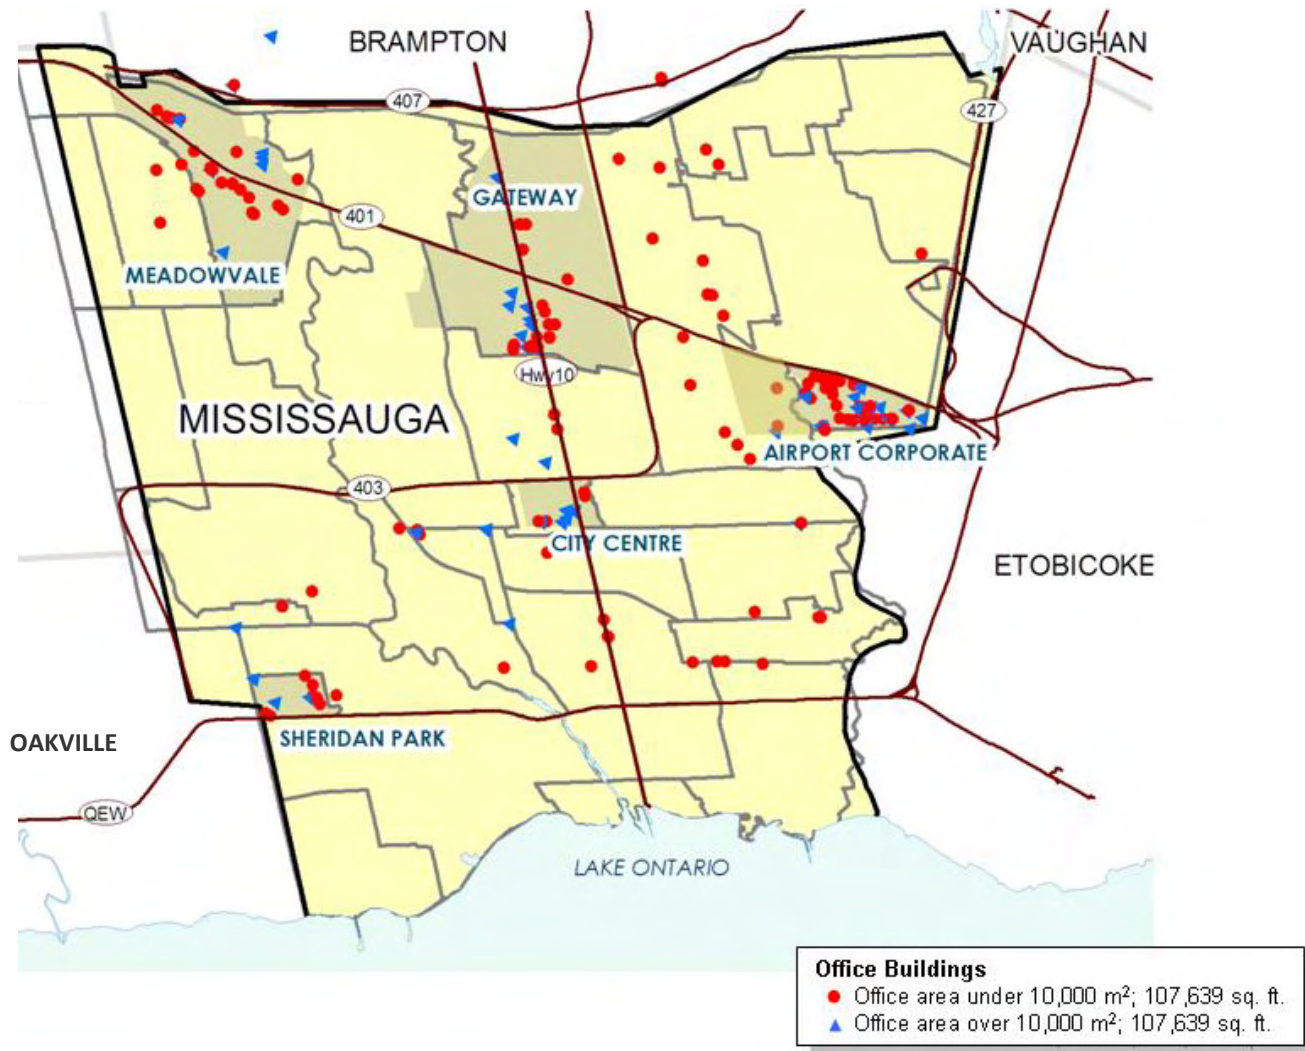 BRAMPTON
VAUGHAN
407
427
GATEWAY
401
MEADOWVALE
Hwy10
MISSISSAUGA
AIRPORT CORPORATE
403
CITY CENTRE
ETOBICOKE
OAKVILLE
SHERIDAN PARK
QEW
LAKE ONTARIO
Office Buildings
Office area under 10,000 m²; 107,639 sq. ft.
Office area over 10,000 m²; 107,639 sq. ft.